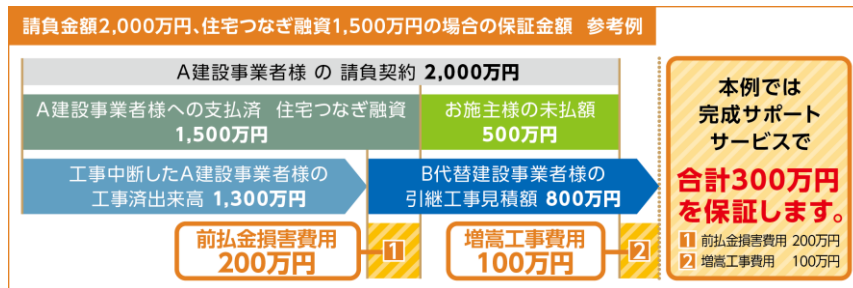 請負金額2,000万円、住宅つなぎ融資1,500万円の場合の保証金額 参考例
A建設事業者様 の 請負契約 2,000万円
A建設事業者様への支払済 住宅つなぎ融資
1,500万円
お施主様の未払額
500万円
工事中断したA建設事業者様の
工事済出来高 1,300万円
B代替建設事業者様の
引継工事見積額 800万円
前払金損害費用
200万円
1
増嵩工事費用
100万円
2
本例では
完成サポート
サービスで
合計300万円
を保証します。
1 前払金損害費用 200万円
2 増嵩工事費用 100万円